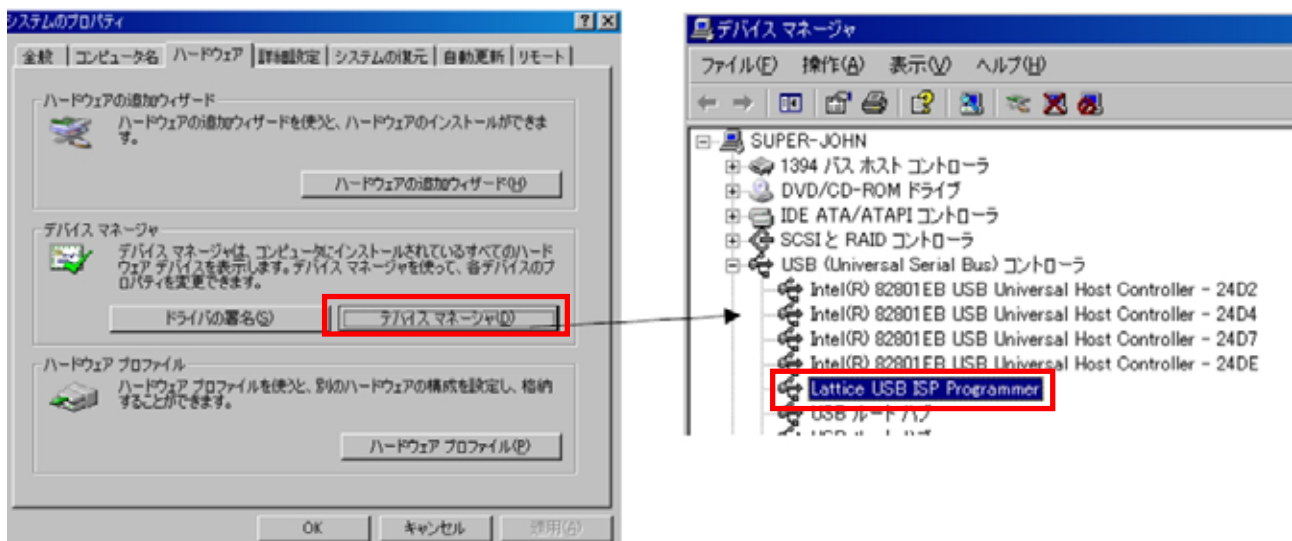 システムのプロパティ
全般
コンピュータ名
ハードウェア
詳細設定
システムの復元
自動更新
リモート
ハードウェアの追加ウィザード
ハードウェアの追加ウィザードを使うと、ハードウェアのインストールができま
す。
ハードウェアの追加ウィザード(H)
デバイス マネージャ
デバイス マネージャは、コンピュータにインストールされているすべてのハード
ウェア デバイスを表示します。デバイス マネージャを使って、各デバイスのプ
ロパティを変更できます。
ドライバの署名(S)
デバイス マネージャ(D)
ハードウェア プロファイル
ハードウェア プロファイルを使うと、別のハードウェアの構成を設定し、格納
することができます。
ハードウェア プロファイル(P)
OK
キャンセル
適用(A)
デバイス マネージャ
ファイル(F) 操作(A) 表示(V) ヘルプ(H)
SUPER-JOHN
1394 バス ホスト コントローラ
DVD/CD-ROM ドライブ
IDE ATA/ATAPI コントローラ
SCSI と RAID コントローラ
USB (Universal Serial Bus) コントローラ
Intel(R) 82801EB USB Universal Host Controller - 24D2
Intel(R) 82801EB USB Universal Host Controller - 24D4
Intel(R) 82801EB USB Universal Host Controller - 24D7
Intel(R) 82801EB USB Universal Host Controller - 24DE
Lattice USB ISP Programmer
USB ルート ハブ